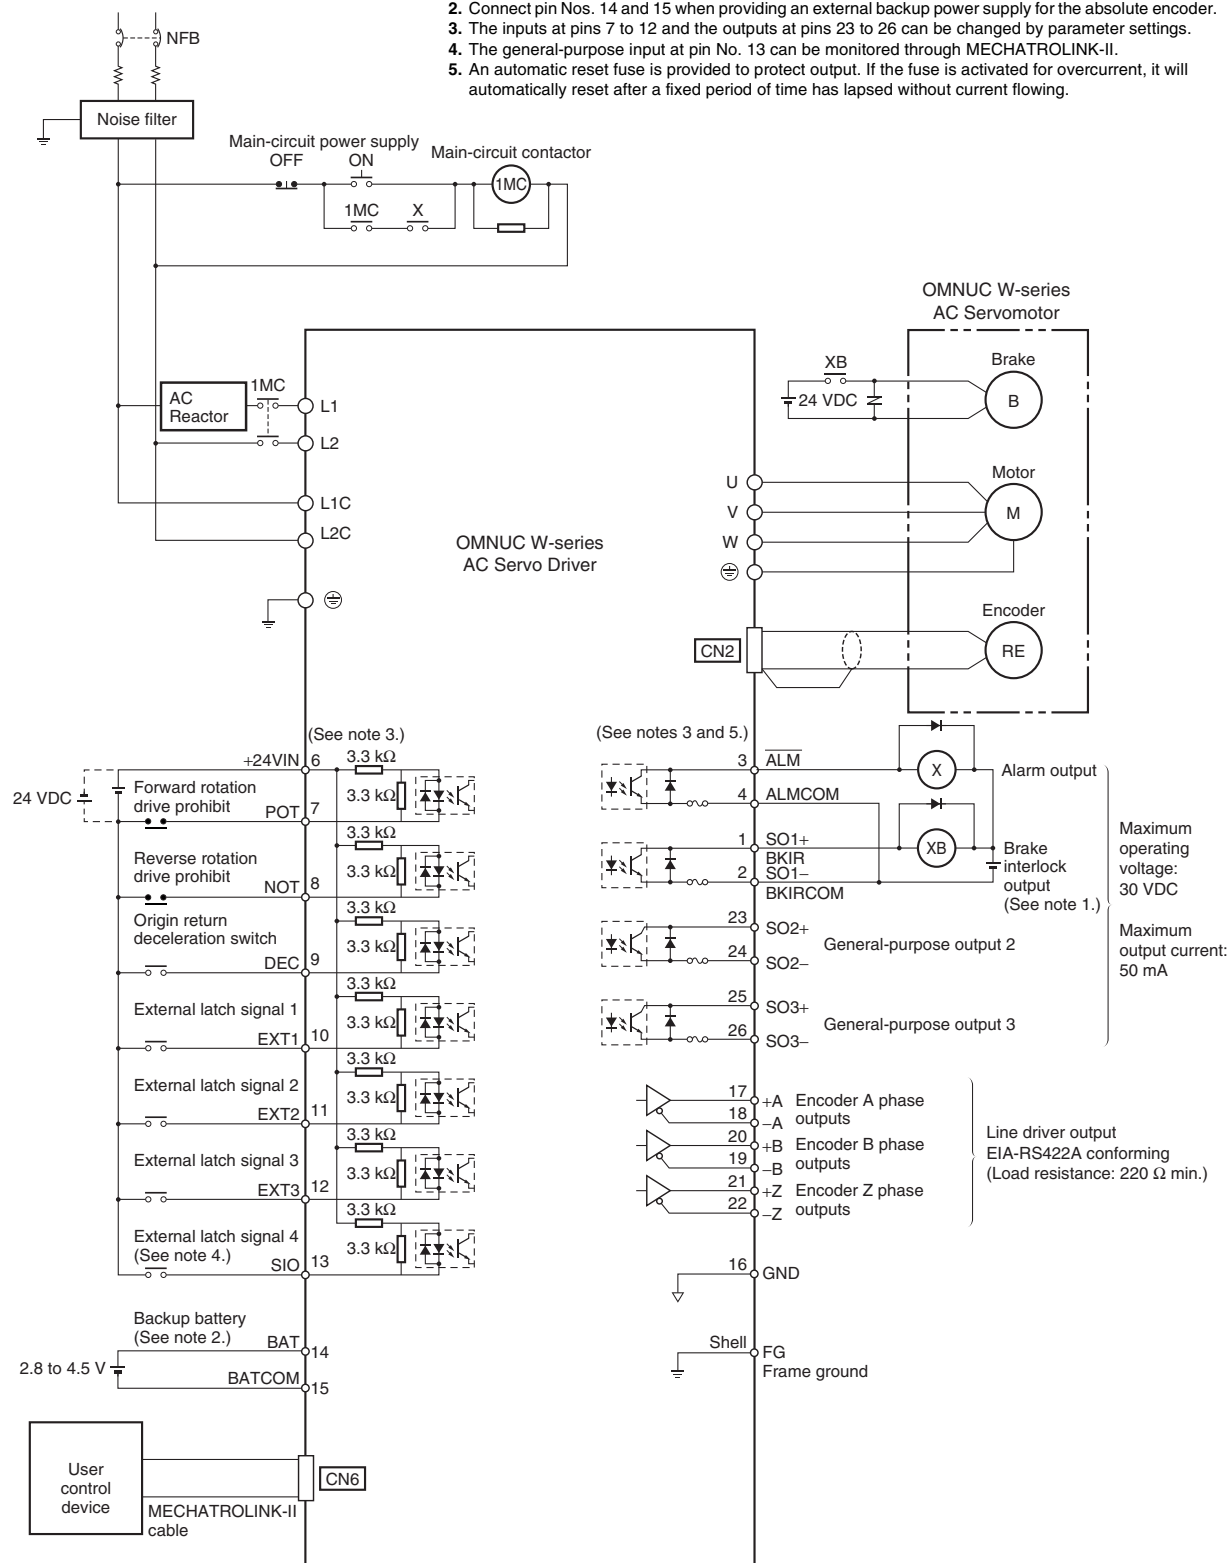 2. Connect pin Nos. 14 and 15 when providing an external backup power supply for the absolute encoder.
3. The inputs at pins 7 to 12 and the outputs at pins 23 to 26 can be changed by parameter settings.
4. The general-purpose input at pin No. 13 can be monitored through MECHATROLINK-II.
5. An automatic reset fuse is provided to protect output. If the fuse is activated for overcurrent, it will
automatically reset after a fixed period of time has lapsed without current flowing.
NFB
Noise filter
Main-circuit power supply
OFF
ON
Main-circuit contactor
1MC
1MC
X
OMNUC W-series
AC Servomotor
AC
Reactor
1MC
L1
L2
L1C
L2C
OMNUC W-series
AC Servo Driver
XB
24 VDC
Brake
B
U
V
W
Motor
M
CN2
Encoder
RE
(See note 3.)
+24VIN
6
3.3 kΩ
3.3 kΩ
24 VDC
Forward rotation
drive prohibit
POT
7
3.3 kΩ
3.3 kΩ
Reverse rotation
drive prohibit
NOT
8
3.3 kΩ
3.3 kΩ
Origin return
deceleration switch
DEC
9
3.3 kΩ
3.3 kΩ
External latch signal 1
EXT1
10
3.3 kΩ
3.3 kΩ
External latch signal 2
EXT2
11
3.3 kΩ
3.3 kΩ
External latch signal 3
EXT3
12
3.3 kΩ
3.3 kΩ
External latch signal 4
(See note 4.)
SIO
13
Backup battery
(See note 2.)
BAT
14
2.8 to 4.5 V
BATCOM
15
User
control
device
MECHATROLINK-II
cable
CN6
(See notes 3 and 5.)
3
ALM
X
Alarm output
4
ALMCOM
1
SO1+
BKIR
XB
Brake
interlock
output
(See note 1.)
2
SO1−
BKIRCOM
23
SO2+
General-purpose output 2
24
SO2−
25
SO3+
General-purpose output 3
26
SO3−
Maximum
operating
voltage:
30 VDC
Maximum
output current:
50 mA
17
+A
Encoder A phase
outputs
18
−A
20
+B
Encoder B phase
outputs
19
−B
21
+Z
Encoder Z phase
outputs
22
−Z
Line driver output
EIA-RS422A conforming
(Load resistance: 220 Ω min.)
16
GND
Shell
FG
Frame ground